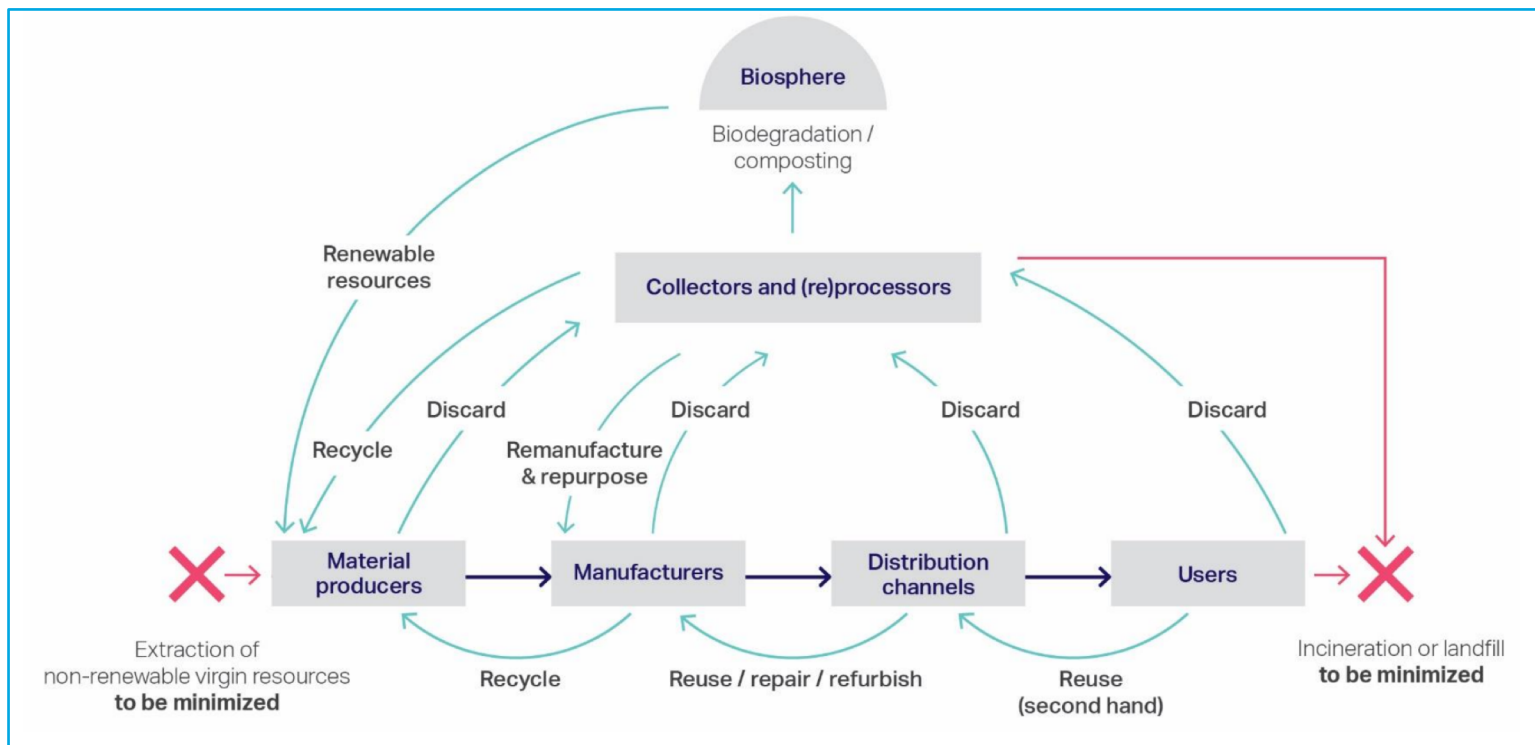 Biosphere
Biodegradation /
composting
Renewable
resources
Collectors and (re)processors
Discard
Discard
Discard
Discard
Recycle
Remanufacture
& repurpose
Material
producers
Manufacturers
Distribution
channels
Users
Extraction of
non-renewable virgin resources
to be minimized
Recycle
Reuse / repair / refurbish
Reuse
(second hand)
Incineration or landfill
to be minimized